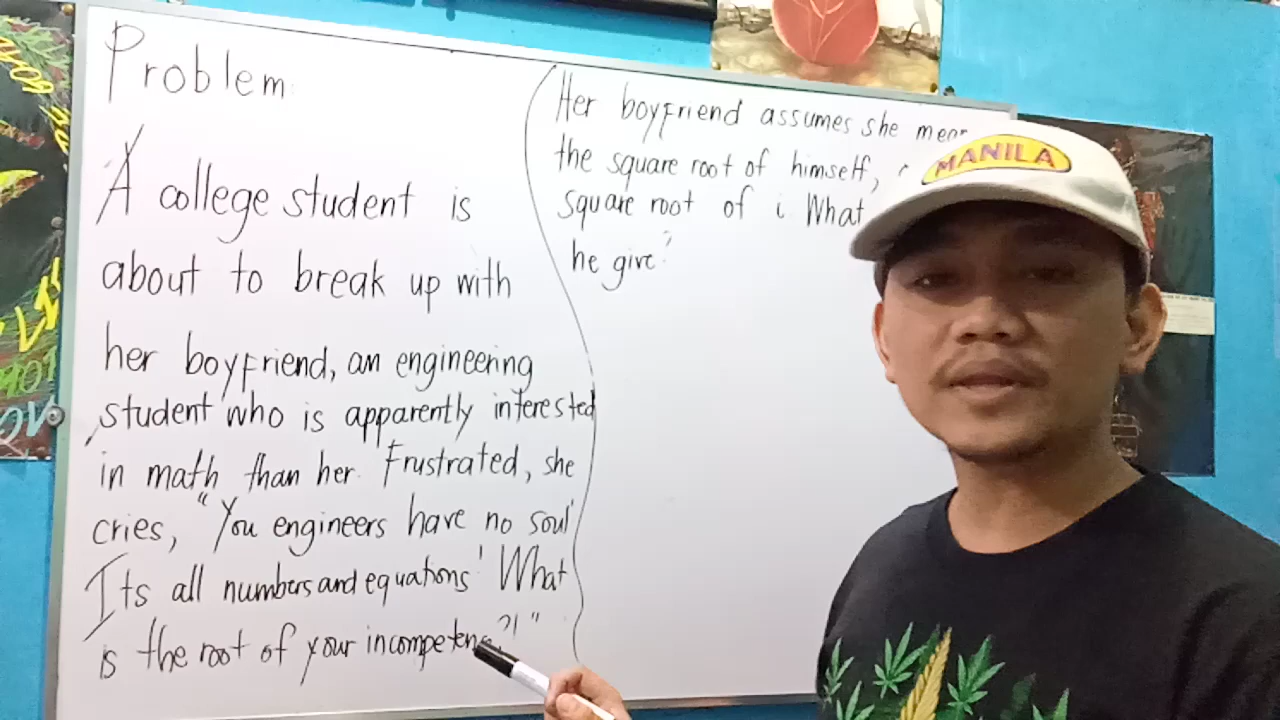 Problem:
A college student is
about to break up with
her boyfriend, an engineering
student who is apparently interested
in math than her. Frustrated, she
cries, "You engineers have no soul!
Its all numbers and equations! What
is the root of your incompetenc ?!"
Her boyfriend assumes she mean
the square root of himself,
square root of i. What
he give?
MANILA